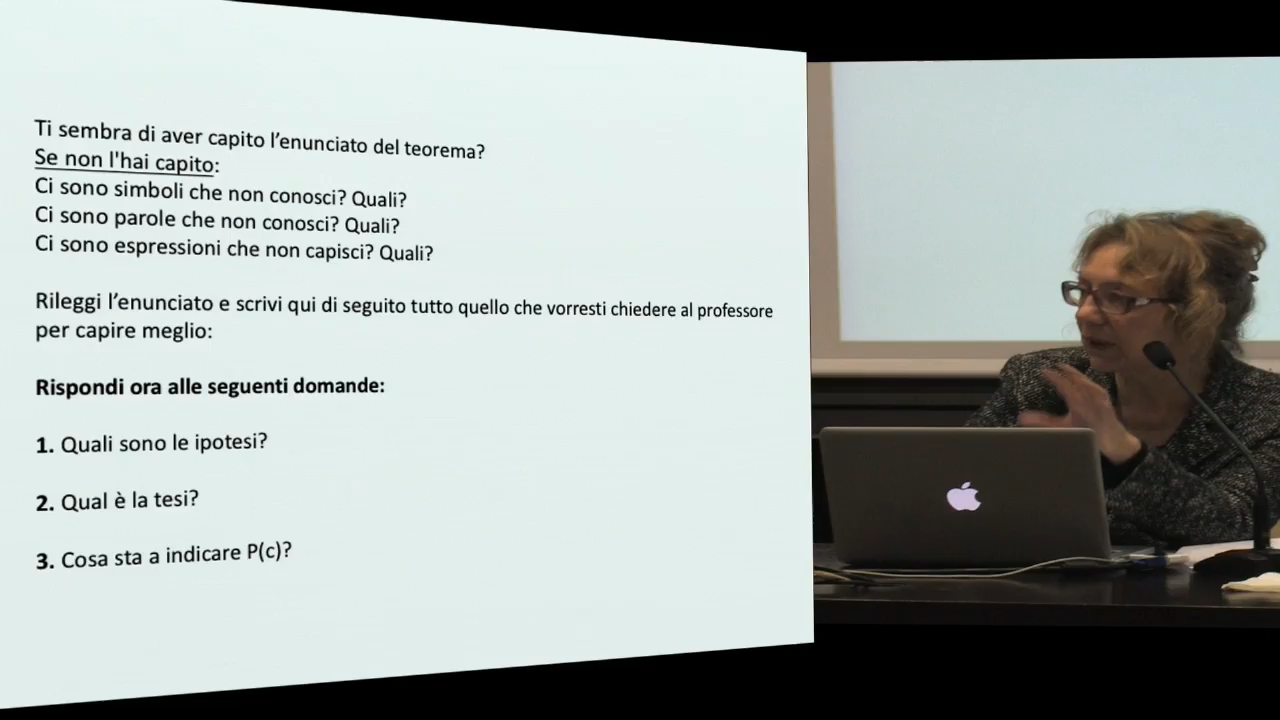 Ti sembra di aver capito l’enunciato del teorema?
Se non l'hai capito:
Ci sono simboli che non conosci? Quali?
Ci sono parole che non conosci? Quali?
Ci sono espressioni che non capisci? Quali?
Rileggi l’enunciato e scrivi qui di seguito tutto quello che vorresti chiedere al professore
per capire meglio:
Rispondi ora alle seguenti domande:
1. Quali sono le ipotesi?
2. Qual è la tesi?
3. Cosa sta a indicare P(c)?